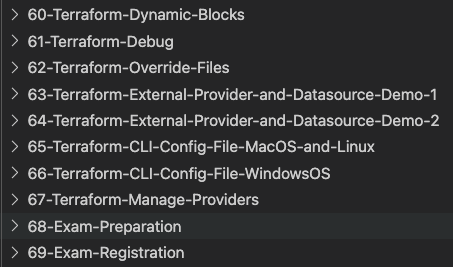 60-Terraform-Dynamic-Blocks
61-Terraform-Debug
62-Terraform-Override-Files
63-Terraform-External-Provider-and-Datasource-Demo-1
64-Terraform-External-Provider-and-Datasource-Demo-2
65-Terraform-CLI-Config-File-MacOS-and-Linux
66-Terraform-CLI-Config-File-WindowsOS
67-Terraform-Manage-Providers
68-Exam-Preparation
69-Exam-Registration